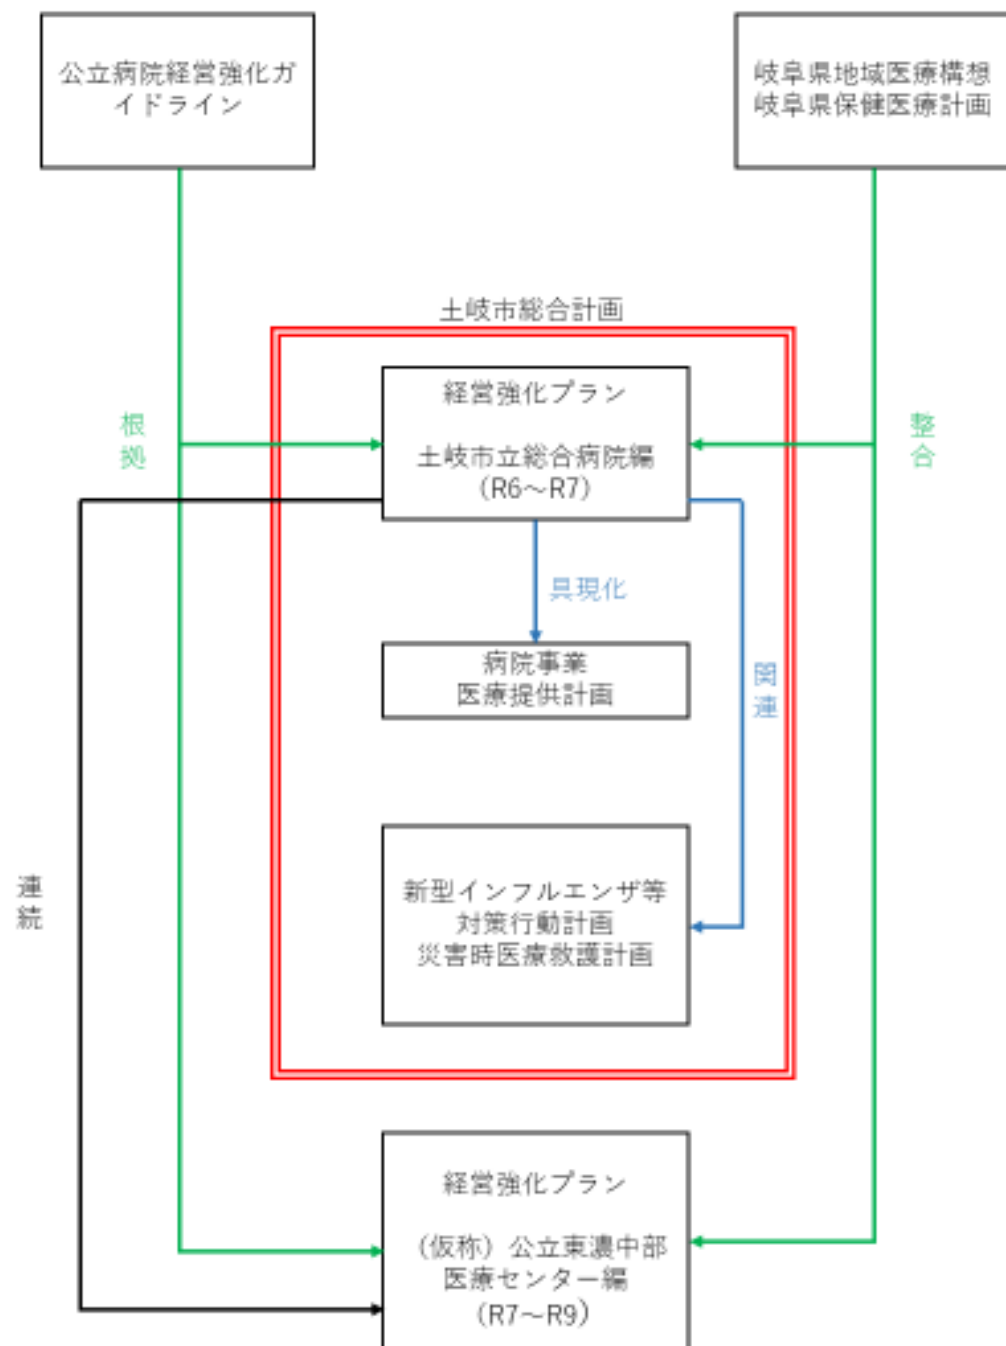 公立病院経営強化ガ
イドライン
岐阜県地域医療構想
岐阜県保健医療計画
土岐市総合計画
経営強化プラン
土岐市立総合病院編
（R6～R7）
根
拠
整
合
具現化
病院事業
医療提供計画
関
連
新型インフルエンザ等
対策行動計画
災害時医療救護計画
連
続
経営強化プラン
（仮称）公立東濃中部
医療センター編
（R7～R9）